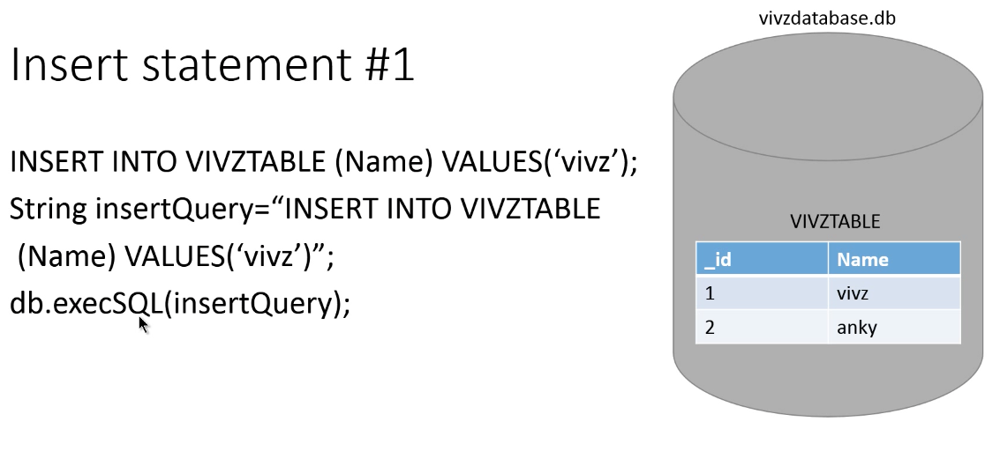 Insert statement #1
INSERT INTO VIVZTABLE (Name) VALUES(‘vivz’);
String insertQuery=“INSERT INTO VIVZTABLE
(Name) VALUES(‘vivz’)”;
db.execSQL(insertQuery);
vivzdatabase.db
VIVZTABLE
_id Name
1 vivz
2 anky